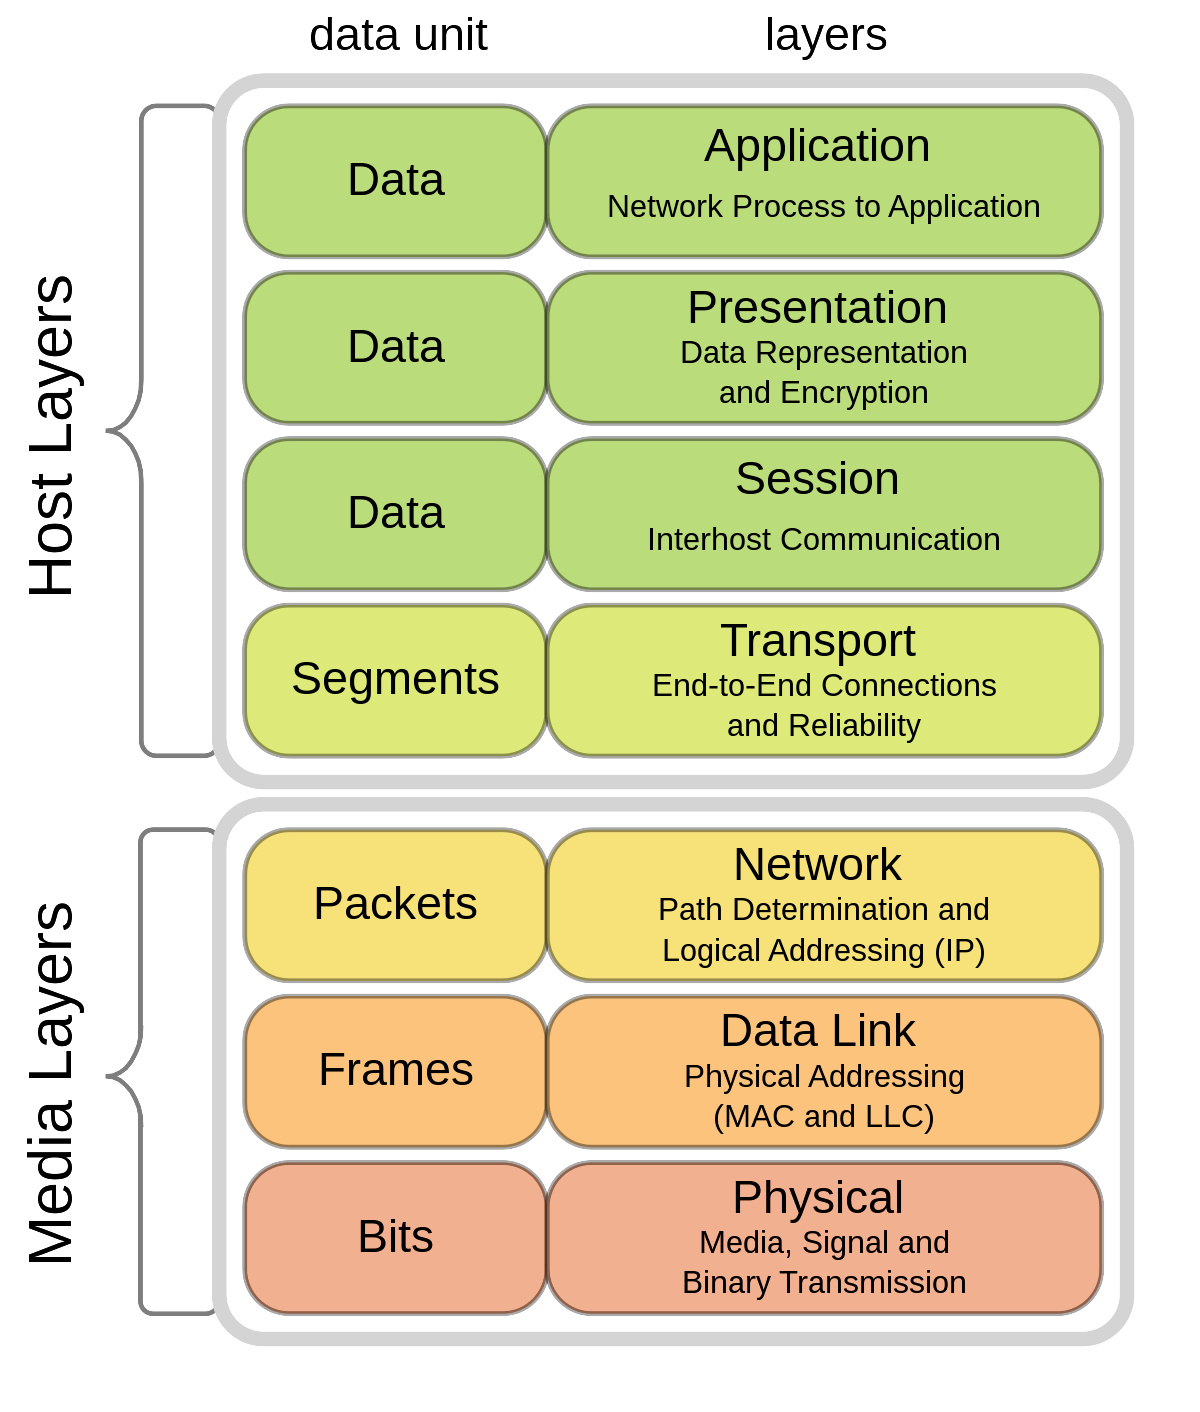 data unit
layers
Host Layers
Data
Application
Network Process to Application
Data
Presentation
Data Representation
and Encryption
Data
Session
Interhost Communication
Segments
Transport
End-to-End Connections
and Reliability
Media Layers
Packets
Network
Path Determination and
Logical Addressing (IP)
Frames
Data Link
Physical Addressing
(MAC and LLC)
Bits
Physical
Media, Signal and
Binary Transmission